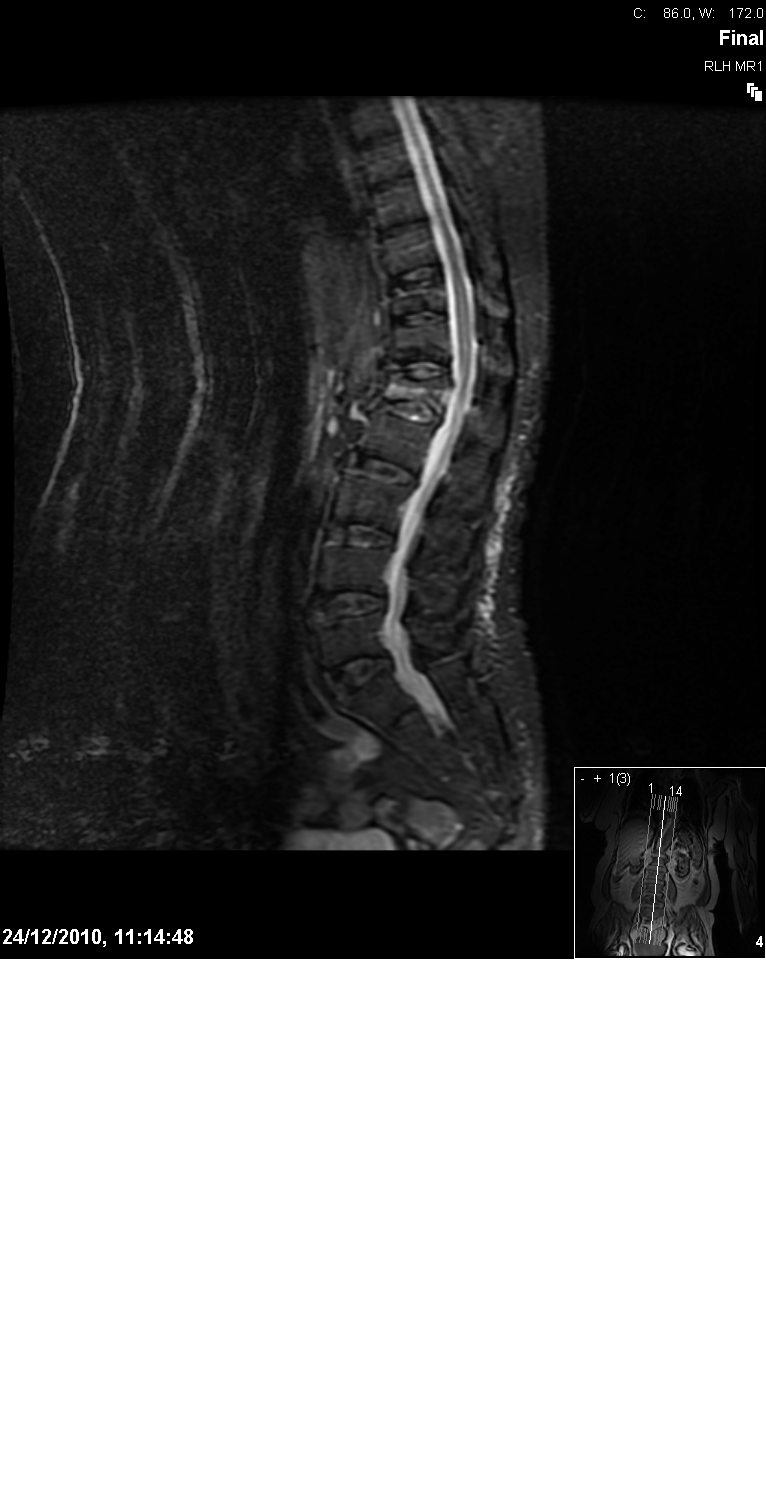 C: 86.0, W: 172.0
Final
RLH MR1
- + 1(3)
1 14
4
24/12/2010, 11:14:48